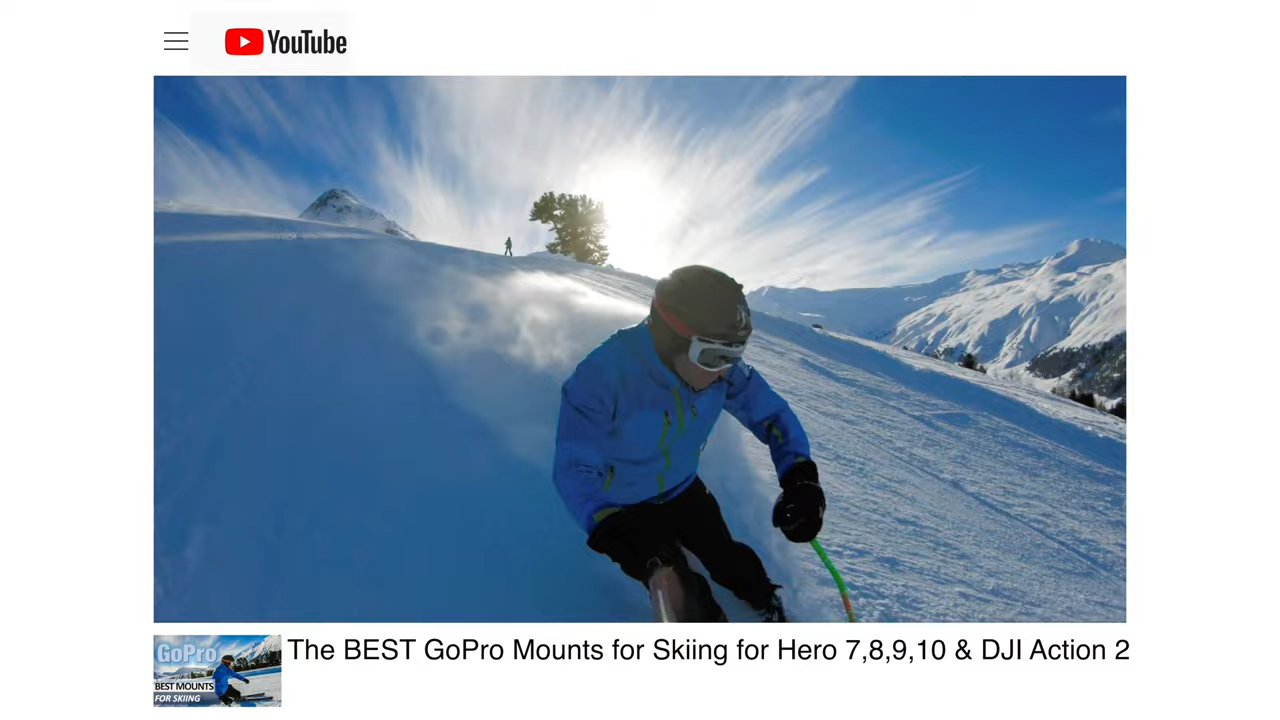 YouTube
The BEST GoPro Mounts for Skiing for Hero 7,8,9,10 & DJI Action 2
GoPro
BEST MOUNTS
FOR SKIING